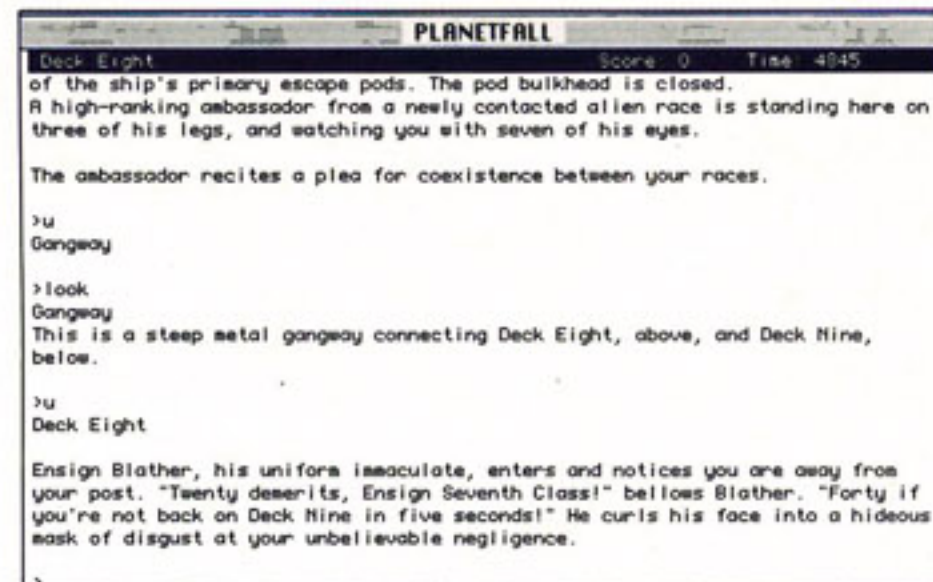 PLANETFALL
Deck Eight Score: 0 Time: 4845
of the ship's primary escape pods. The pod bulkhead is closed.
A high-ranking ambassador from a newly contacted alien race is standing here on
three of his legs, and watching you with seven of his eyes.
The ambassador recites a plea for coexistence between your races.
>u
Gangway
>look
Gangway
This is a steep metal gangway connecting Deck Eight, above, and Deck Nine,
below.
>u
Deck Eight
Ensign Blather, his uniform immaculate, enters and notices you are away from
your post. "Twenty demerits, Ensign Seventh Class!" bellows Blather. "Forty if
you're not back on Deck Nine in five seconds!" He curls his face into a hideous
mask of disgust at your unbelievable negligence.
>